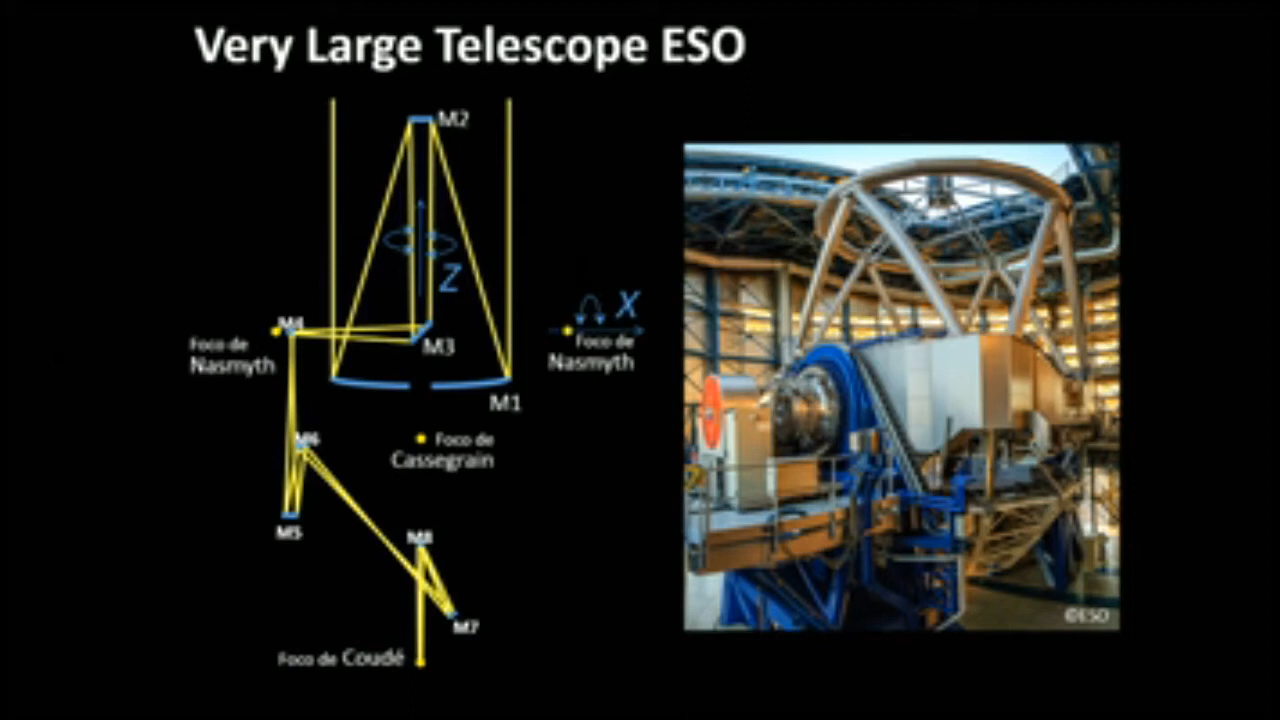 Very Large Telescope ESO
M2
Z
X
M4
Foco de
Nasmyth
M3
Foco de
Nasmyth
M1
M6
Foco de
Cassegrain
M5
M8
M7
Foco de Coudé
©ESO